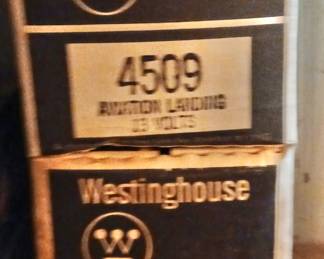 4509
AVIATION LANDING
13 VOLTS
Westinghouse
W